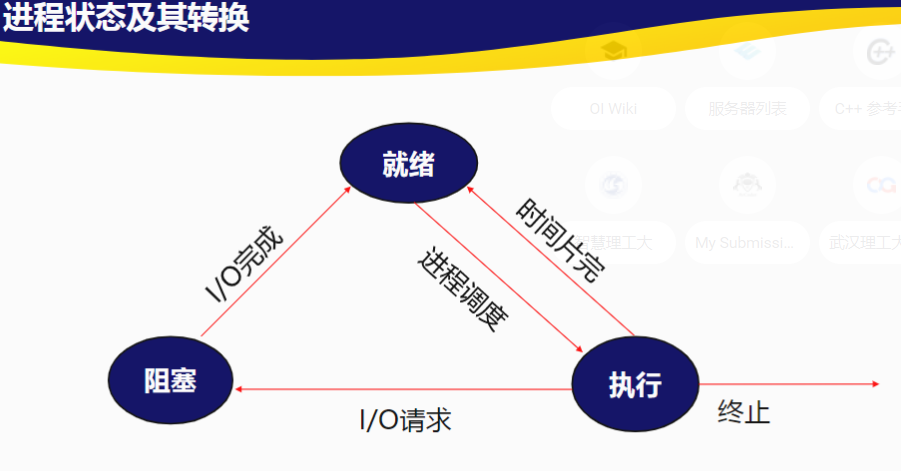 进程状态及其转换
OI Wiki
服务器列表
C++ 参考
智慧理工大
My Submissi...
武汉理工大
就绪
I/O完成
进程调度
时间片完
阻塞
执行
I/O请求
终止